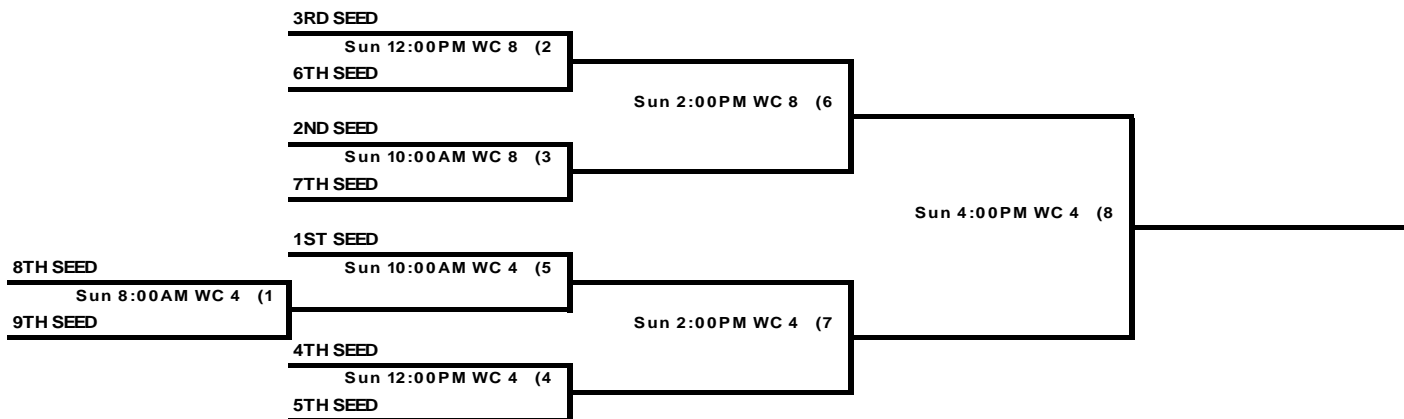 3RD SEED
Sun 12:00PM WC 8 (2
6TH SEED
Sun 2:00PM WC 8 (6
2ND SEED
Sun 10:00AM WC 8 (3
7TH SEED
Sun 4:00PM WC 4 (8
1ST SEED
8TH SEED
Sun 10:00AM WC 4 (5
Sun 8:00AM WC 4 (1
9TH SEED
Sun 2:00PM WC 4 (7
4TH SEED
Sun 12:00PM WC 4 (4
5TH SEED